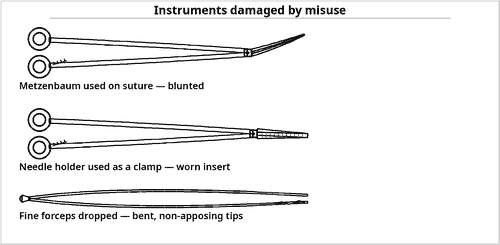 Instruments damaged by misuse
Metzenbaum used on suture — blunted
Needle holder used as a clamp — worn insert
Fine forceps dropped — bent, non-apposing tips